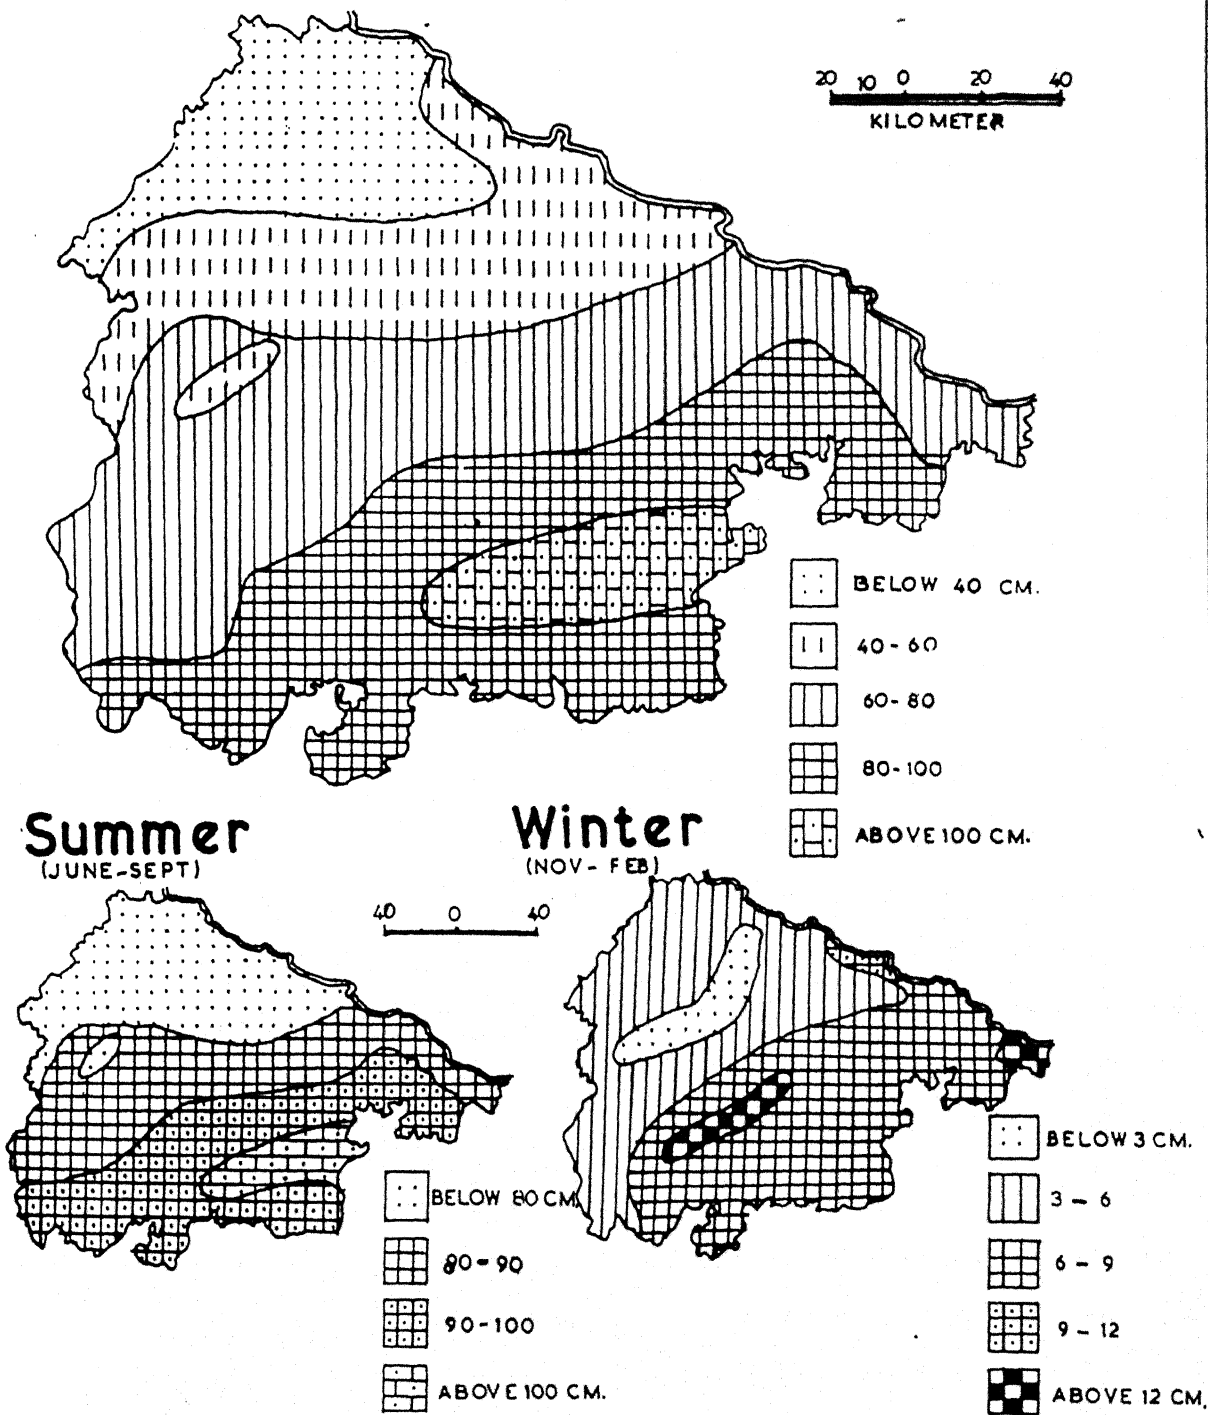 20 10 0 20 40
KILOMETER
BELOW 40 CM.
40-60
60-80
80-100
ABOVE 100 CM.
Summer
(JUNE-SEPT)
40 0 40
BELOW 80 CM
80-90
90-100
ABOVE 100 CM.
Winter
(NOV- FEB)
BELOW 3 CM.
3 - 6
6 - 9
9 - 12
ABOVE 12 CM.